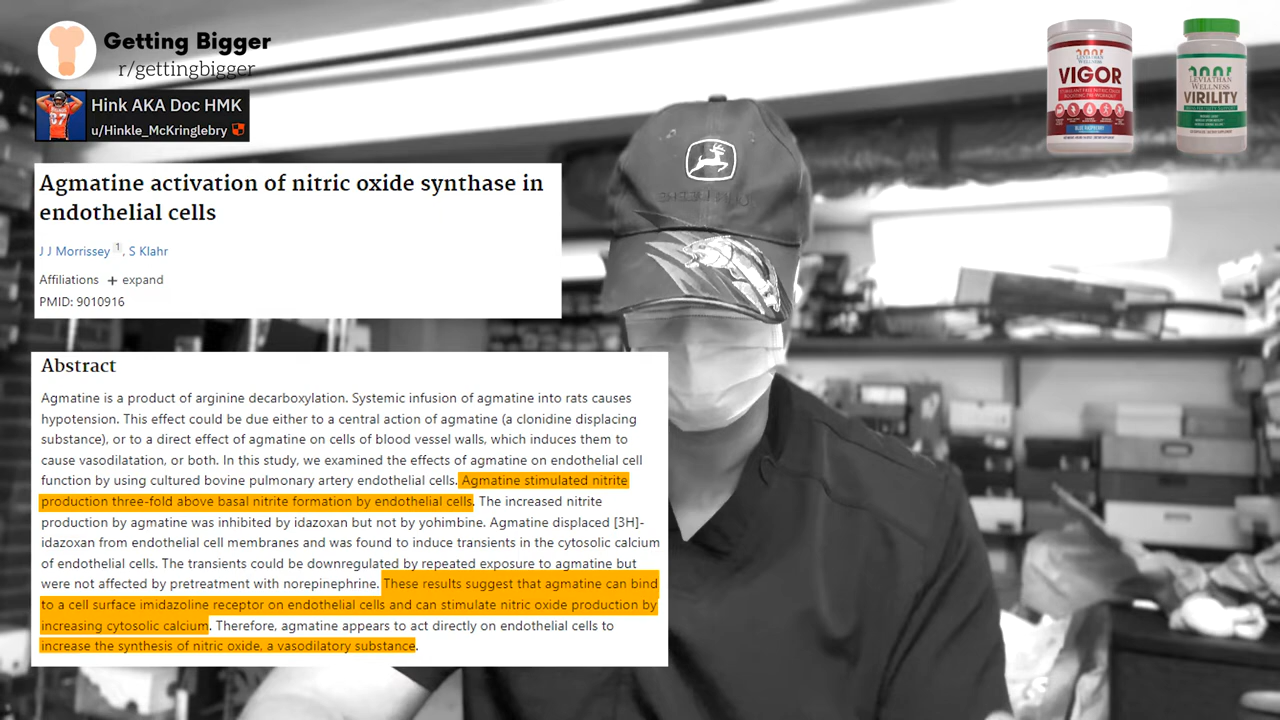 Getting Bigger
r/gettingbigger
Hink AKA Doc HMK
u/Hinkle_McKringlebry
LEVIATHAN
WELLNESS
VIGOR
BLUE RASPBERRY
LEVIATHAN
WELLNESS
VIRILITY
Agmatine activation of nitric oxide synthase in
endothelial cells
J J Morrissey 1, S Klahr
Affiliations + expand
PMID: 9010916
Abstract
Agmatine is a product of arginine decarboxylation. Systemic infusion of agmatine into rats causes
hypotension. This effect could be due either to a central action of agmatine (a clonidine displacing
substance), or to a direct effect of agmatine on cells of blood vessel walls, which induces them to
cause vasodilatation, or both. In this study, we examined the effects of agmatine on endothelial cell
function by using cultured bovine pulmonary artery endothelial cells. Agmatine stimulated nitrite
production three-fold above basal nitrite formation by endothelial cells. The increased nitrite
production by agmatine was inhibited by idazoxan but not by yohimbine. Agmatine displaced [3H]-
idazoxan from endothelial cell membranes and was found to induce transients in the cytosolic calcium
of endothelial cells. The transients could be downregulated by repeated exposure to agmatine but
were not affected by pretreatment with norepinephrine. These results suggest that agmatine can bind
to a cell surface imidazoline receptor on endothelial cells and can stimulate nitric oxide production by
increasing cytosolic calcium. Therefore, agmatine appears to act directly on endothelial cells to
increase the synthesis of nitric oxide, a vasodilatory substance.